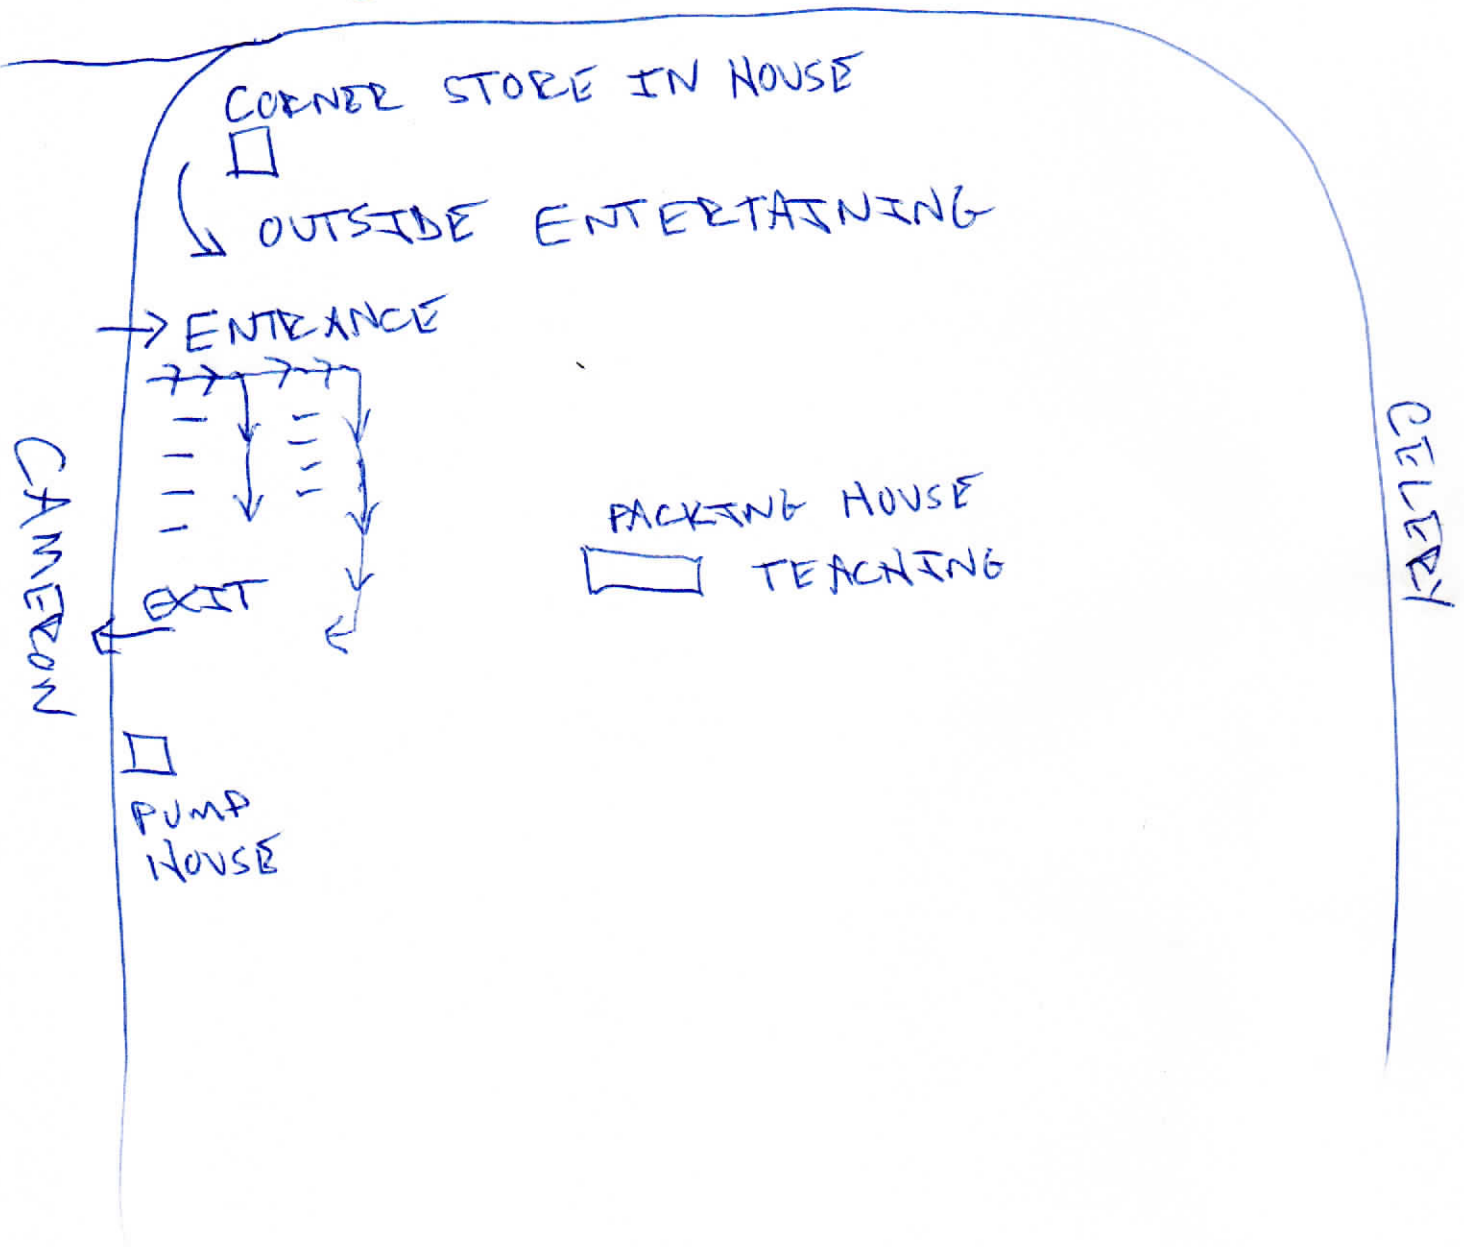 CORNER STORE IN HOUSE
OUTSIDE ENTERTAINING
ENTRANCE
CAMERON
CELERY
PACKING HOUSE
TEACHING
EXIT
PUMP
HOUSE